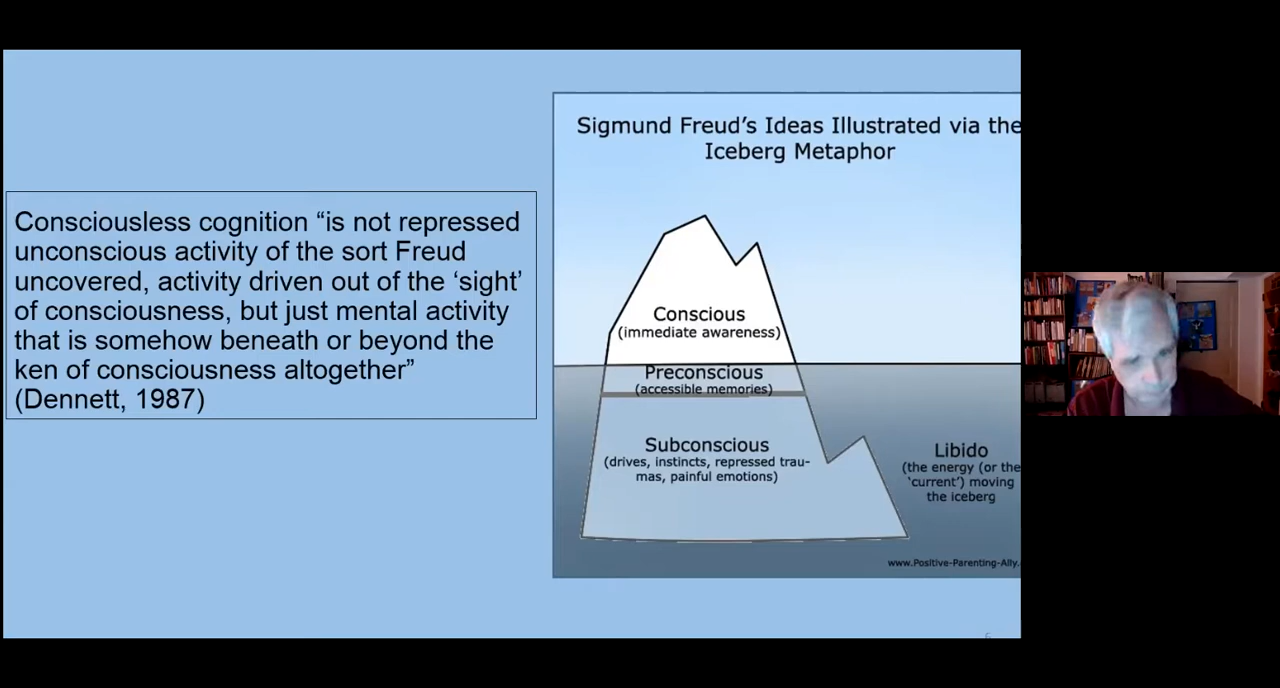 Consciousless cognition “is not repressed
unconscious activity of the sort Freud
uncovered, activity driven out of the ‘sight’
of consciousness, but just mental activity
that is somehow beneath or beyond the
ken of consciousness altogether”
(Dennett, 1987)
Sigmund Freud’s Ideas Illustrated via the
Iceberg Metaphor
Conscious
(immediate awareness)
Preconscious
(accessible memories)
Subconscious
(drives, instincts, repressed trau-
mas, painful emotions)
Libido
(the energy (or the
‘current’) moving
the iceberg
www.Positive-Parenting-Ally.